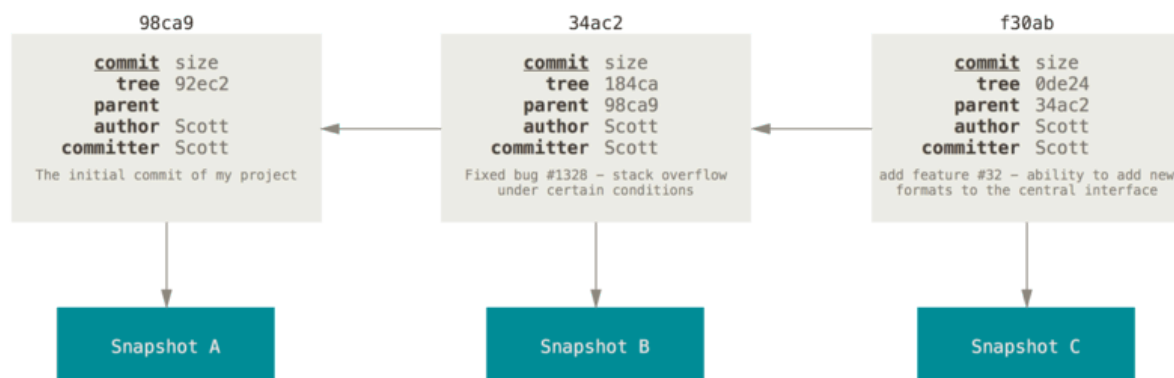 98ca9
commit size
tree 92ec2
parent
author Scott
committer Scott
The initial commit of my project
Snapshot A
34ac2
commit size
tree 184ca
parent 98ca9
author Scott
committer Scott
Fixed bug #1328 – stack overflow
under certain conditions
Snapshot B
f30ab
commit size
tree 0de24
parent 34ac2
author Scott
committer Scott
add feature #32 – ability to add new
formats to the central interface
Snapshot C